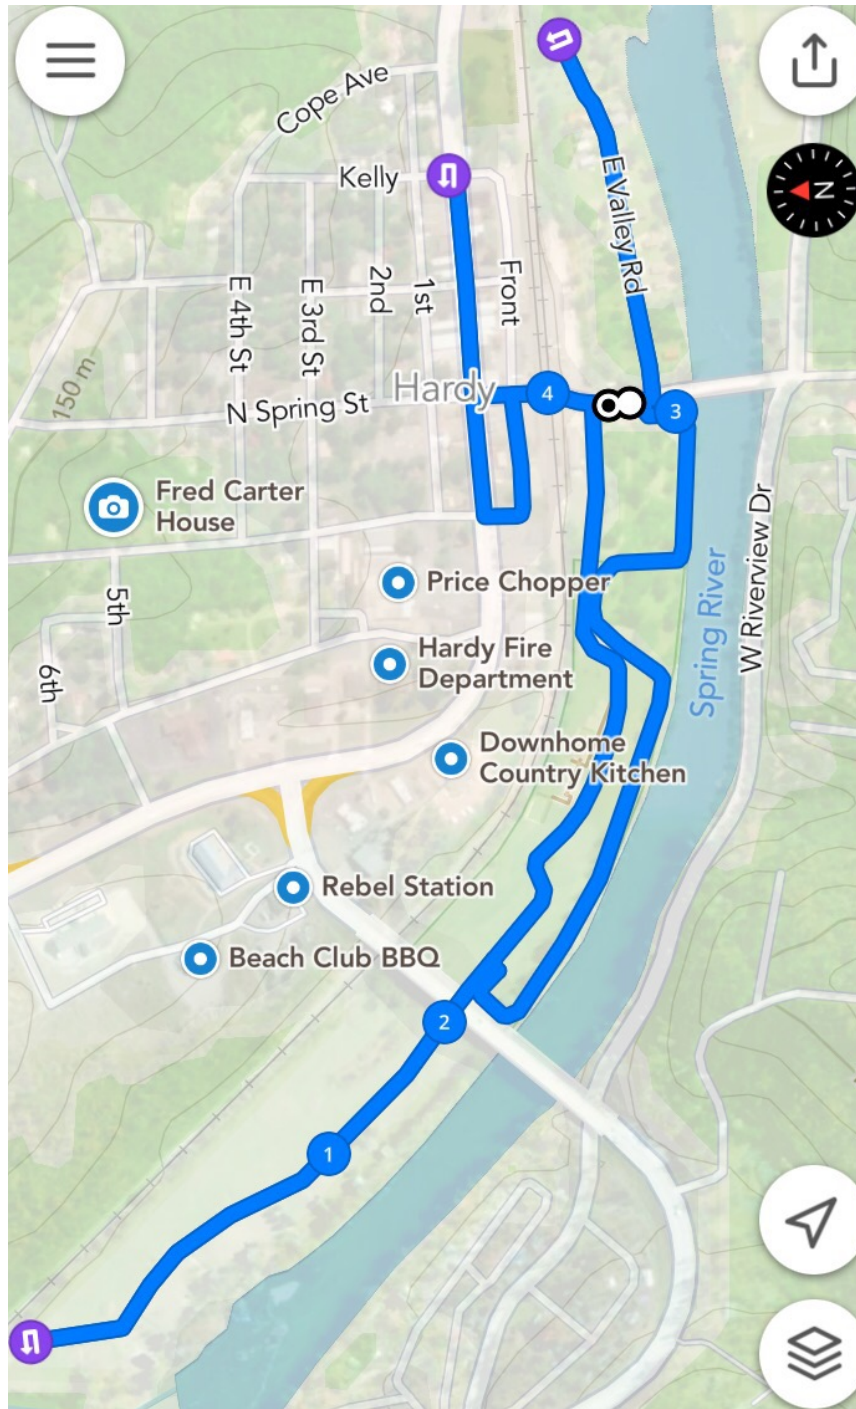 Cope Ave
Kelly
E Valley Rd
Front
1st
2nd
E 3rd St
E 4th St
N
150 m
Hardy
N Spring St
4
3
Fred Carter
House
W Riverview Dr
Spring River
5th
6th
Price Chopper
Hardy Fire
Department
Downhome
Country Kitchen
Rebel Station
Beach Club BBQ
2
1